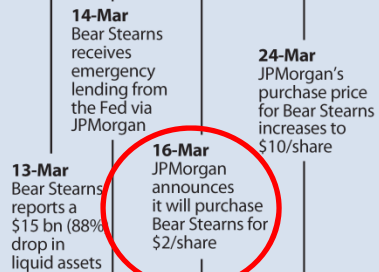 14-Mar
Bear Stearns
receives
emergency
lending from
the Fed via
JPMorgan
24-Mar
JPMorgan's
purchase price
for Bear Stearns
increases to
$10/share
13-Mar
Bear Stearns
reports a
$15 bn (88%
drop in
liquid assets
16-Mar
JPMorgan
announces
it will purchase
Bear Stearns for
$2/share